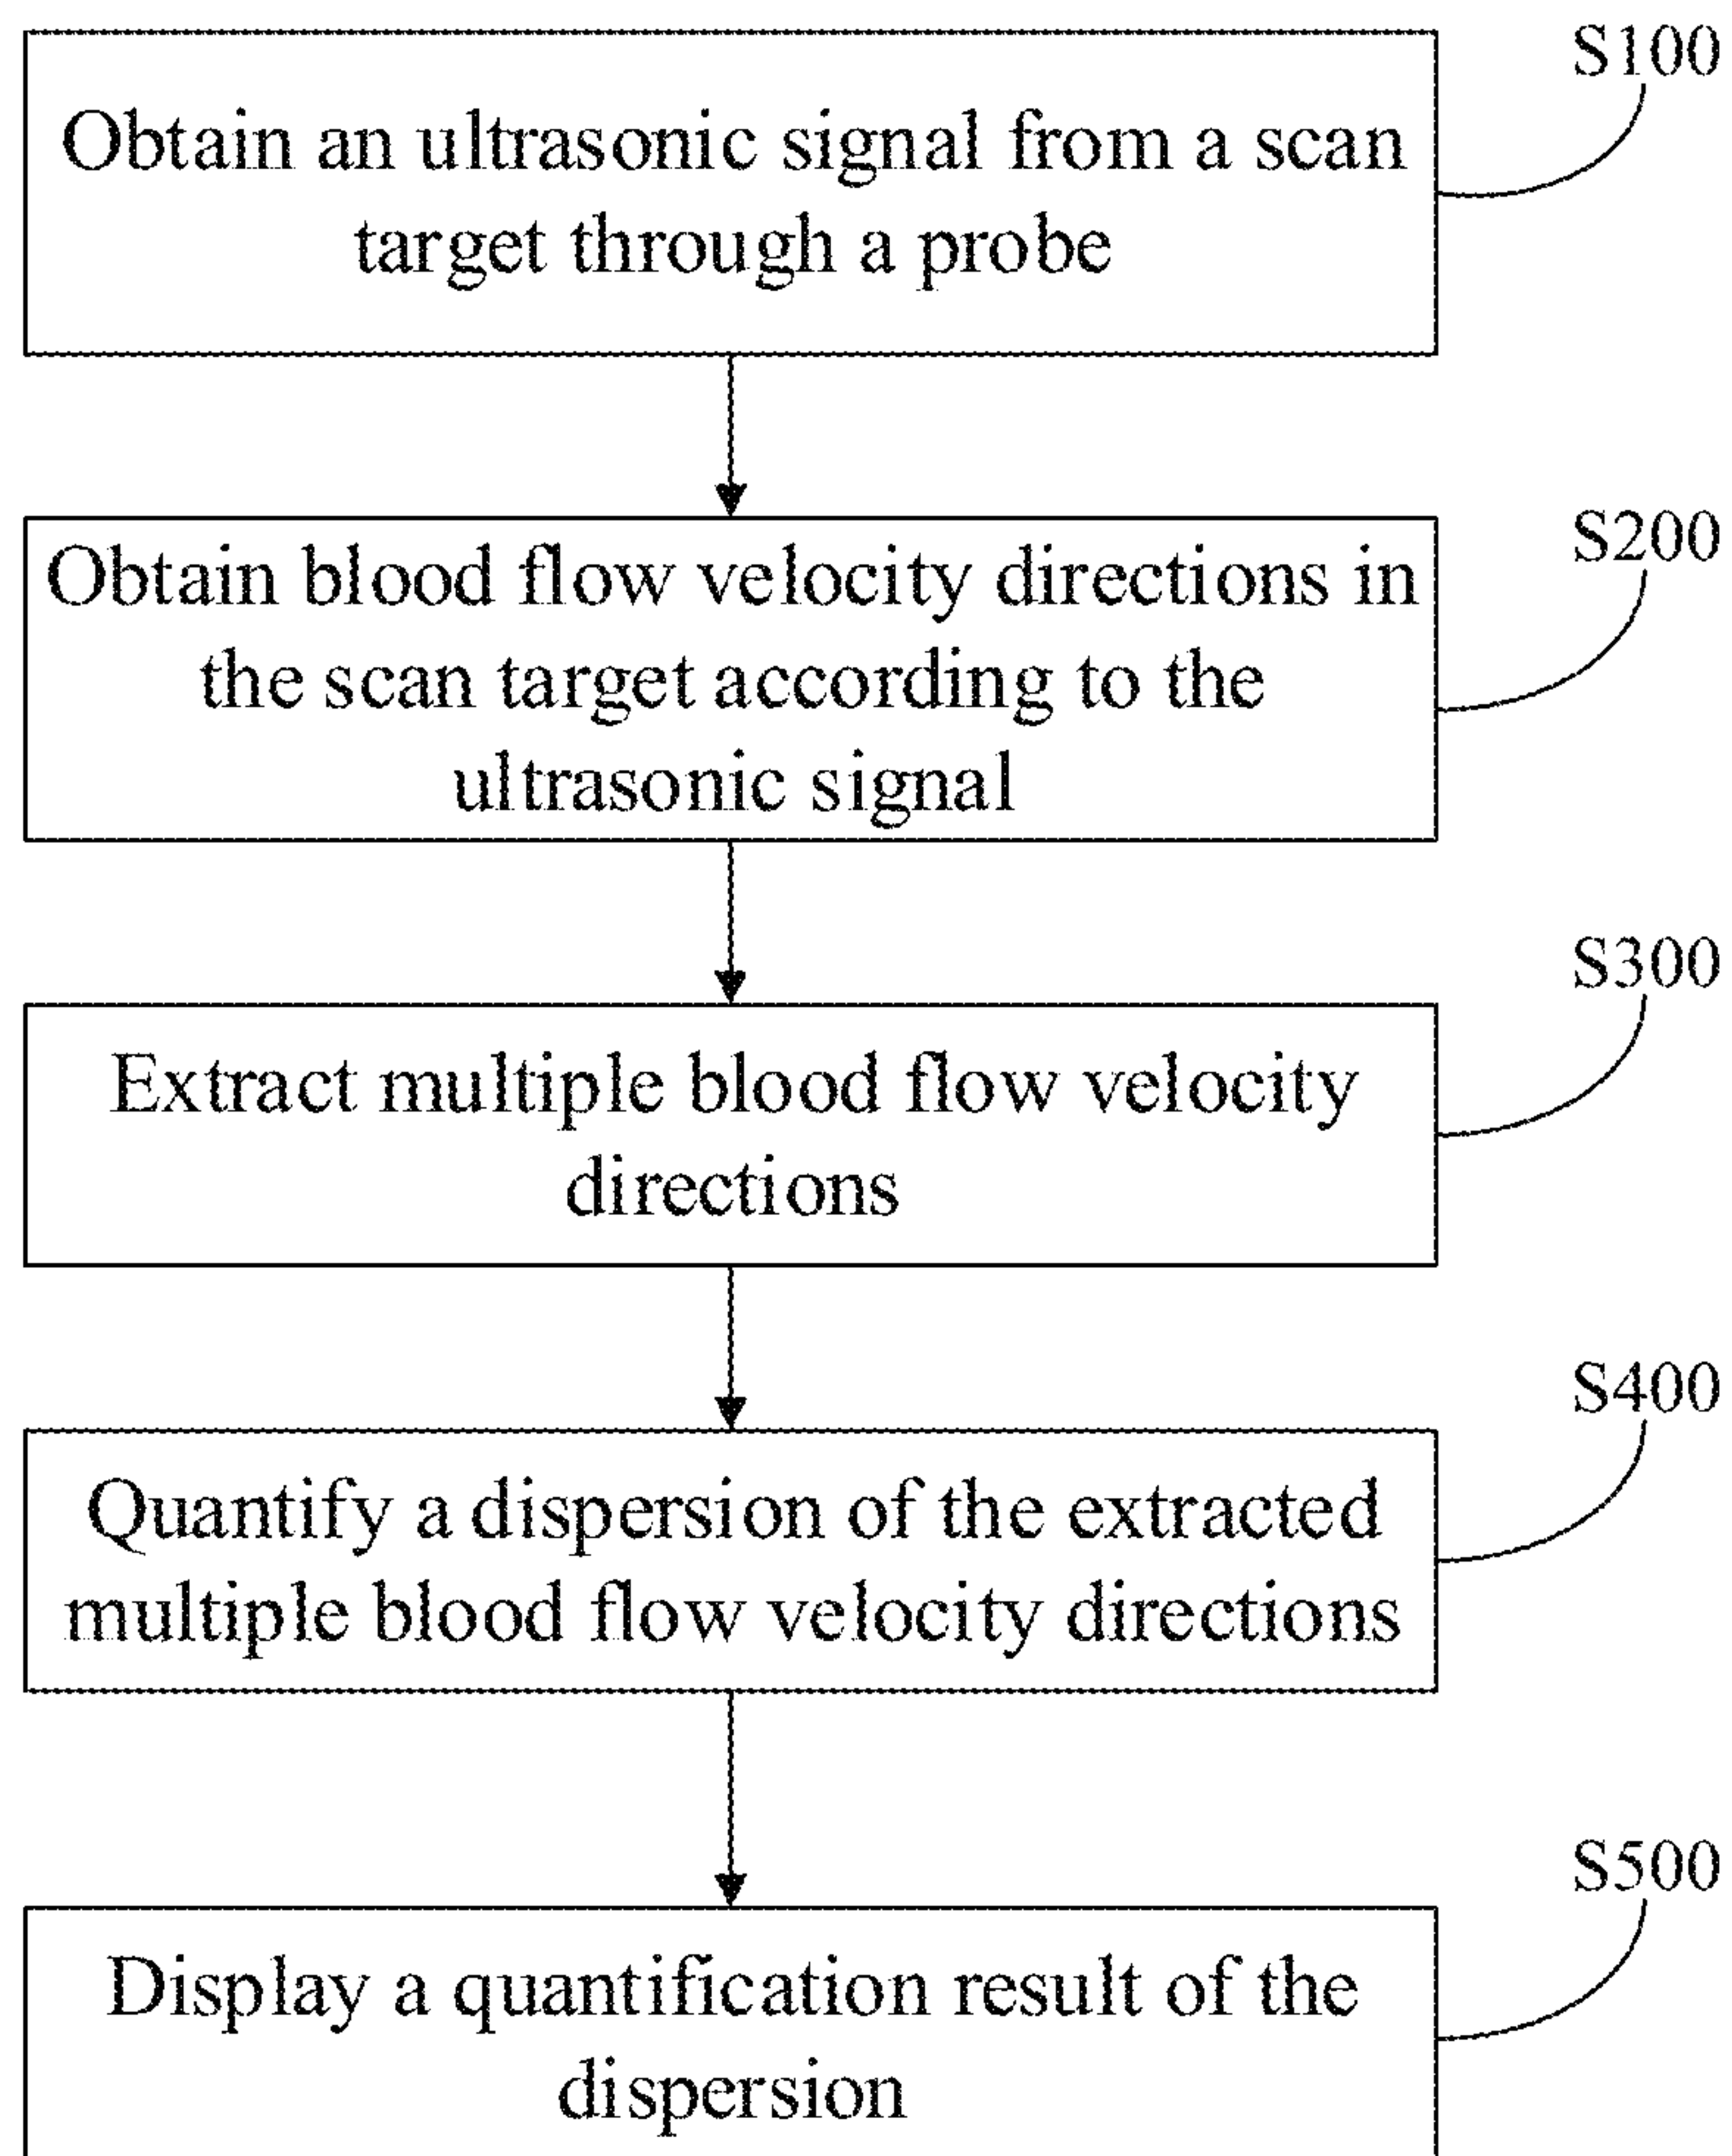 S100
Obtain an ultrasonic signal from a scan
target through a probe
S200
Obtain blood flow velocity directions in
the scan target according to the
ultrasonic signal
S300
Extract multiple blood flow velocity
directions
S400
Quantify a dispersion of the extracted
multiple blood flow velocity directions
S500
Display a quantification result of the
dispersion